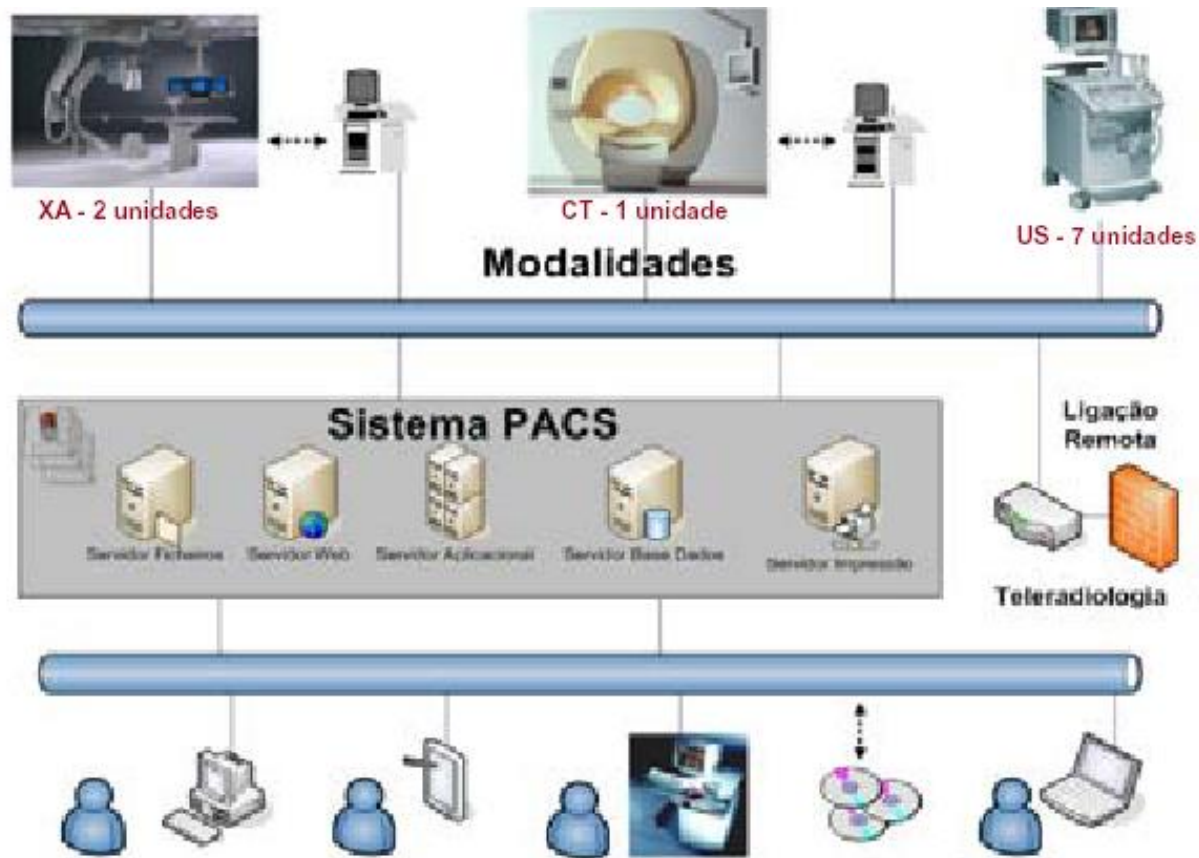 XA - 2 unidades
CT - 1 unidade
US - 7 unidades
Modalidades
Sistema PACS
Ligação
Remota
Servidor Ficheiros
Servidor Web
Servidor Aplicacional
Servidor Base Dados
Servidor Impressão
Teleradiologia